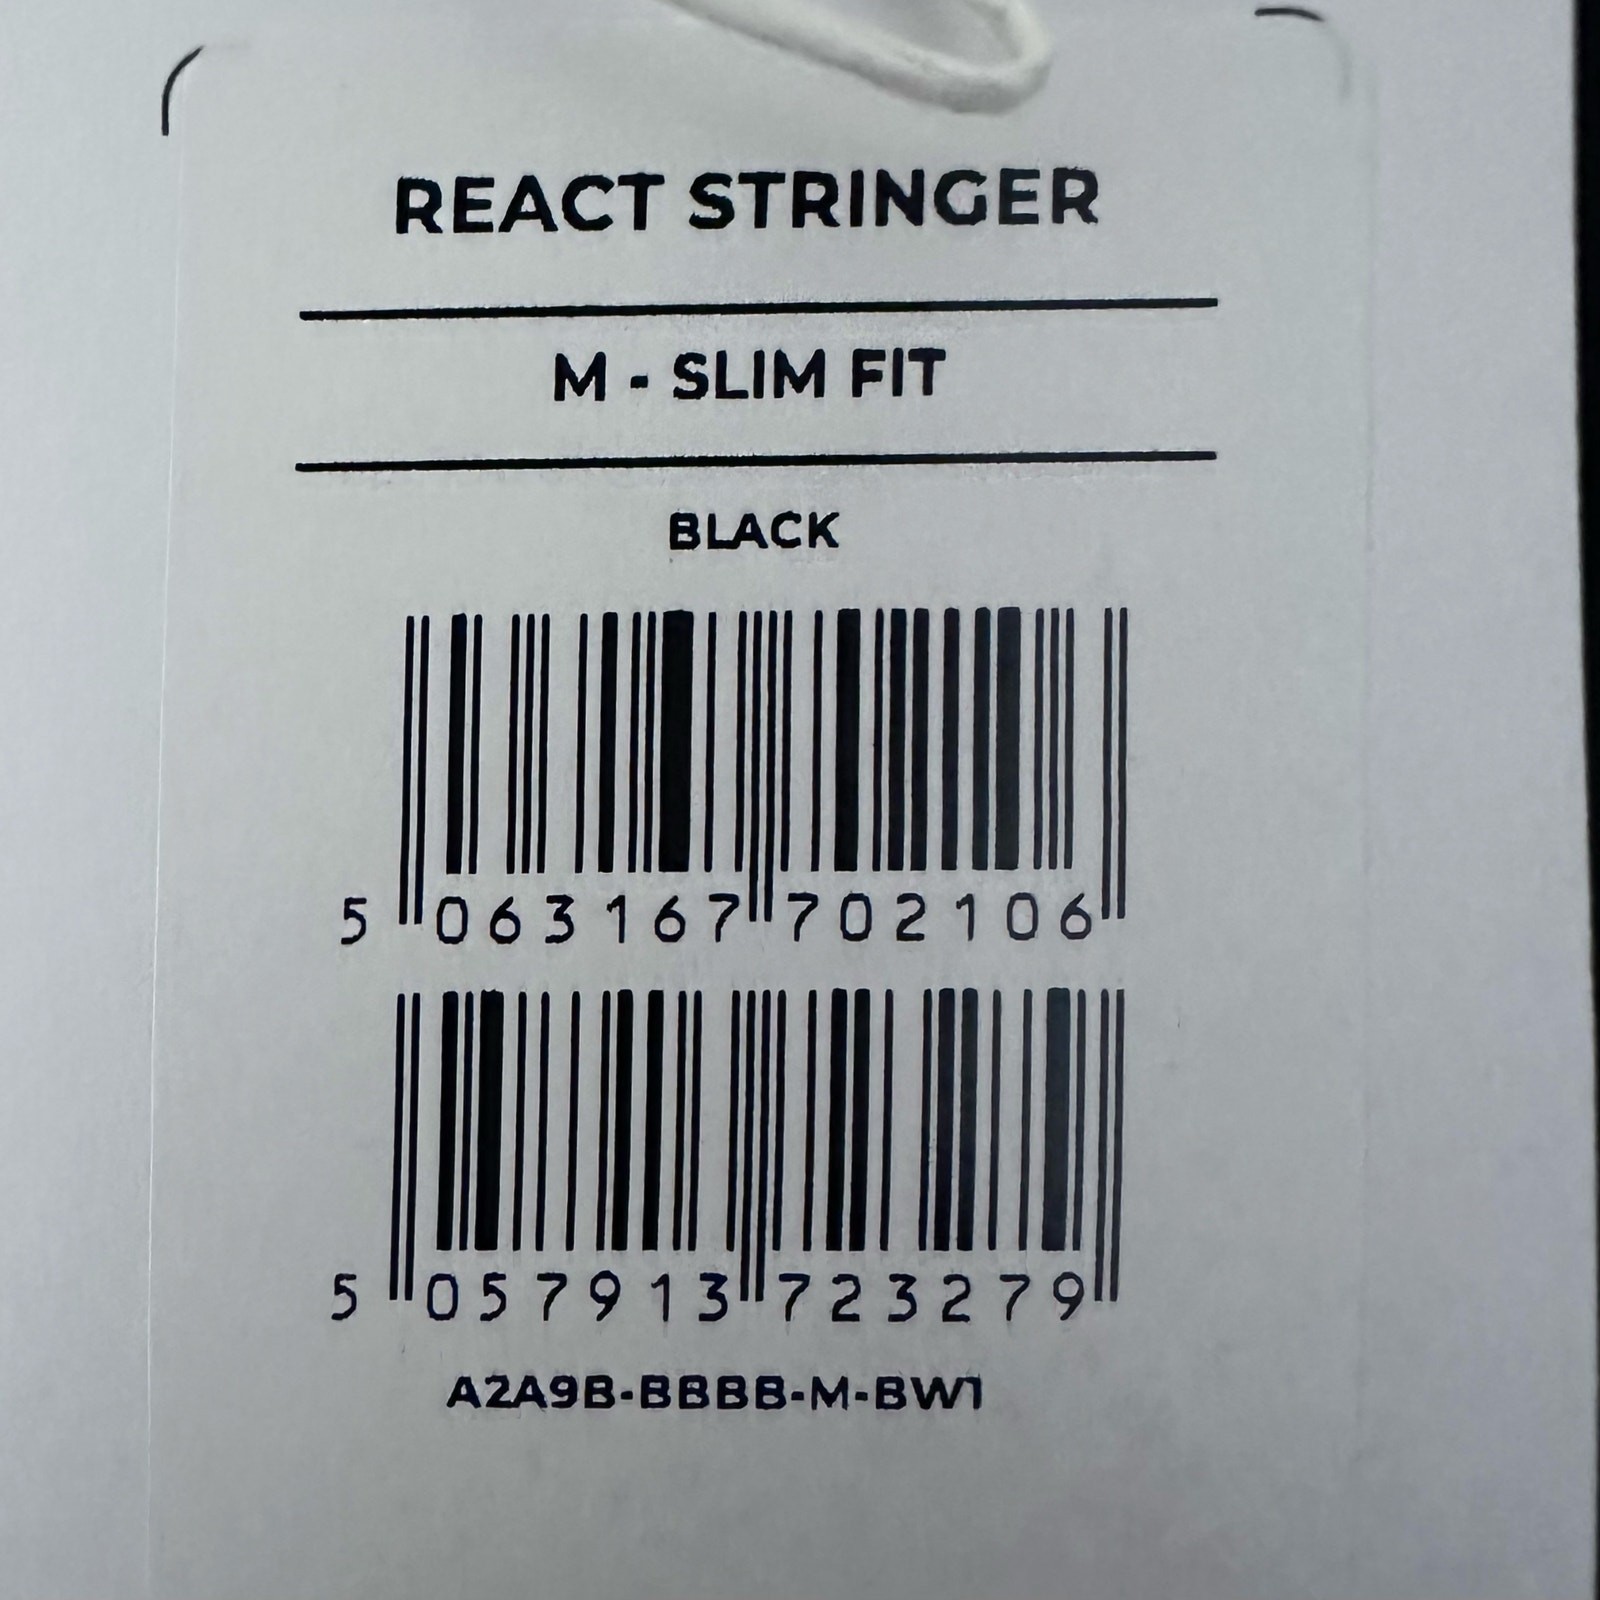 REACT STRINGER
M - SLIM FIT
BLACK
5 063167 702106
5 057913 723279
A2A9B-BBBB-M-BW1